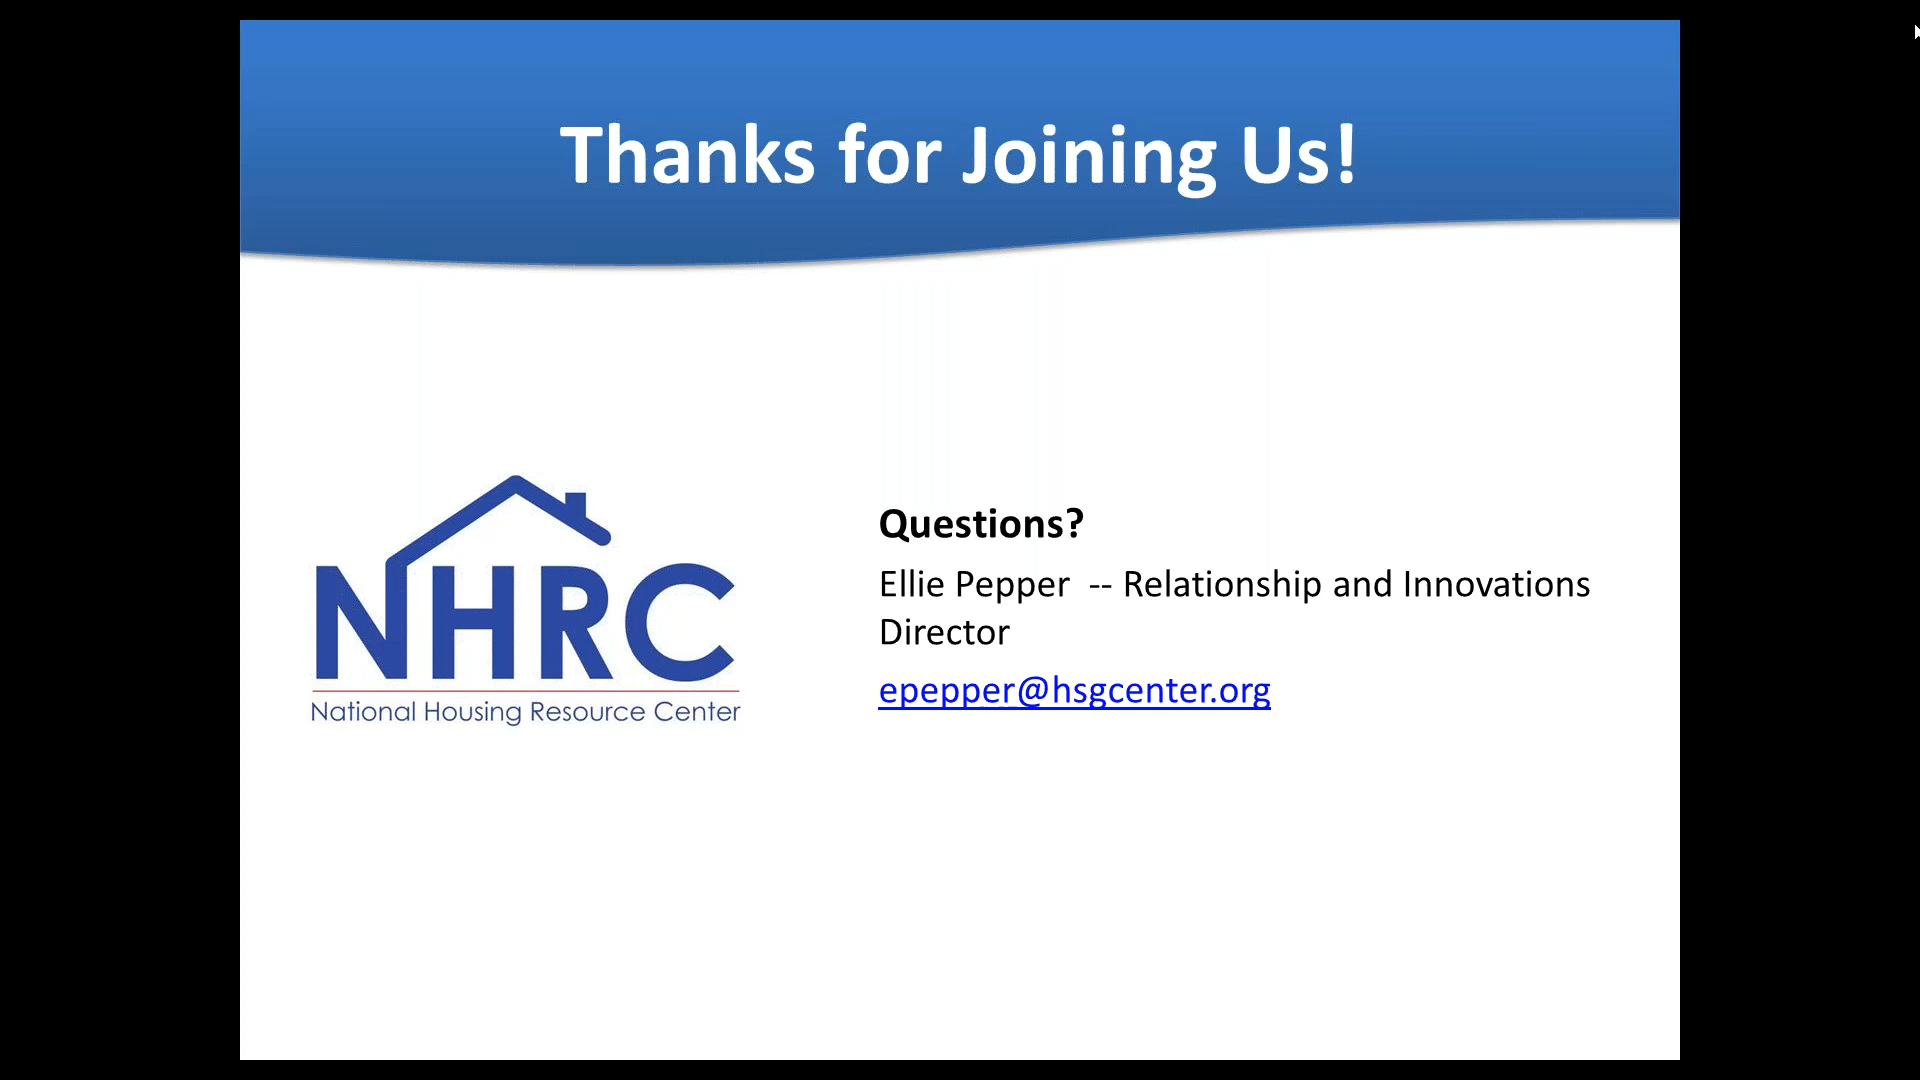 Thanks for Joining Us!
NHRC
National Housing Resource Center
Questions?
Ellie Pepper  -- Relationship and Innovations
Director
epepper@hsgcenter.org